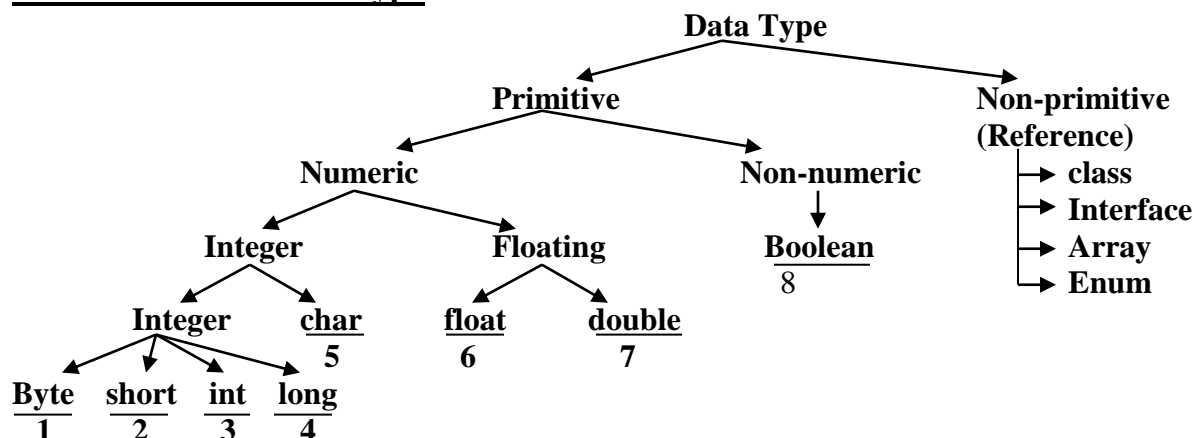 Data Type
Primitive Non-primitive
(Reference)
Numeric Non-numeric class
Interface
Integer Floating Boolean Array
8 Enum
Integer char float double
5 6 7
Byte short int long
1 2 3 4